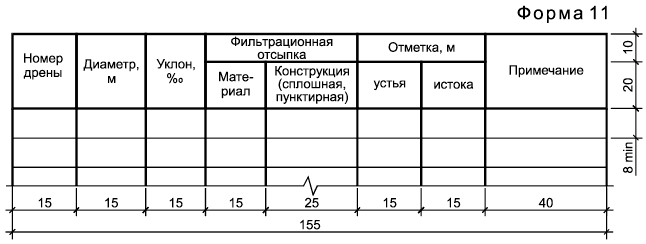 Форма 11
Номер
дрены
Диаметр,
м
Уклон,
‰
Фильтрационная
отсыпка
Мате-
риал
Конструкция
(сплошная,
пунктирная)
Отметка, м
устья
истока
Примечание
10
20
8 min
15 15 15 15 25 15 15 40
155